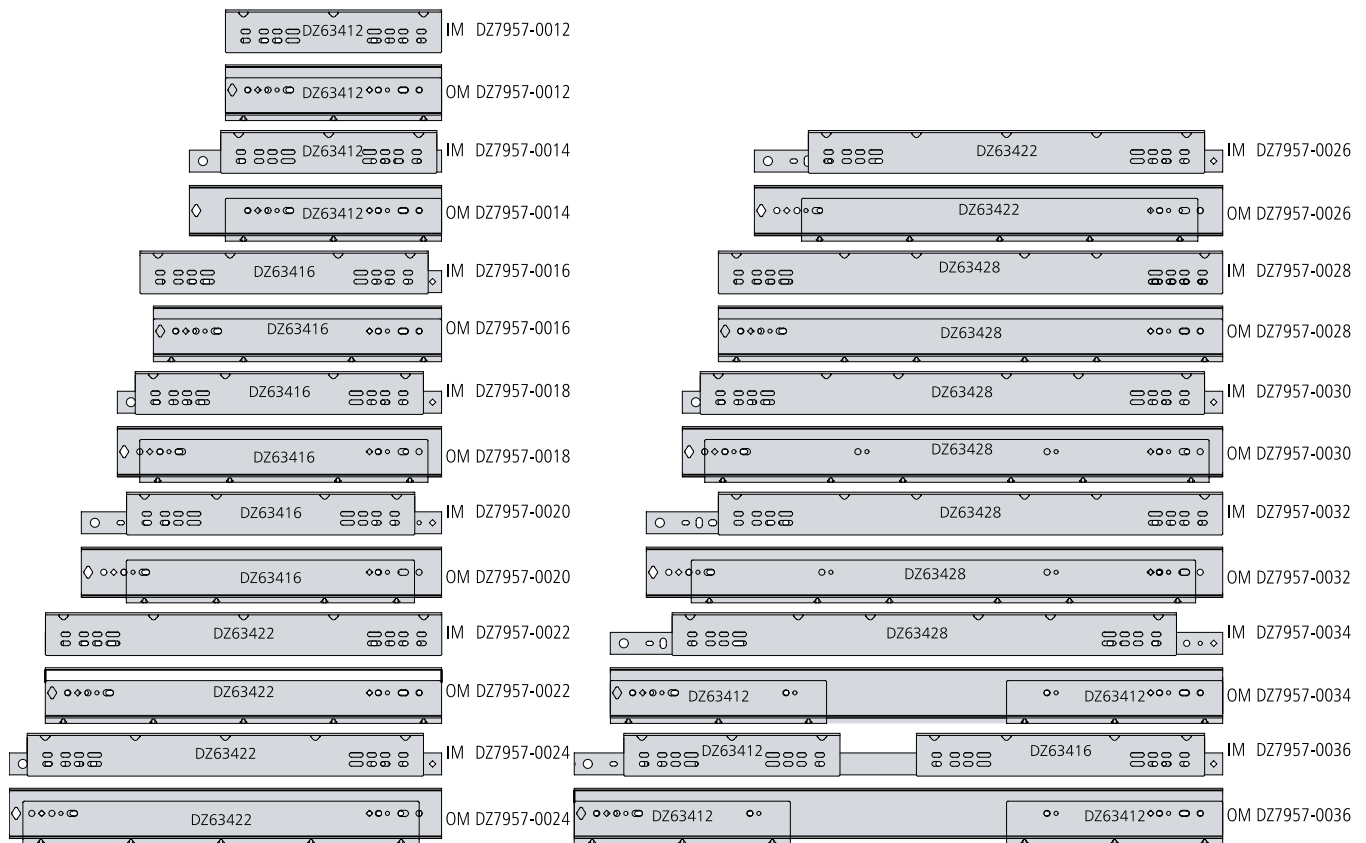 DZ63412 IM DZ7957-0012
DZ63412 OM DZ7957-0012
DZ63412 IM DZ7957-0014
DZ63412 OM DZ7957-0014
DZ63416 IM DZ7957-0016
DZ63416 OM DZ7957-0016
DZ63416 IM DZ7957-0018
DZ63416 OM DZ7957-0018
DZ63416 IM DZ7957-0020
DZ63416 OM DZ7957-0020
DZ63422 IM DZ7957-0022
DZ63422 OM DZ7957-0022
DZ63422 IM DZ7957-0024
DZ63422 OM DZ7957-0024
DZ63422 IM DZ7957-0026
DZ63422 OM DZ7957-0026
DZ63428 IM DZ7957-0028
DZ63428 OM DZ7957-0028
DZ63428 IM DZ7957-0030
DZ63428 OM DZ7957-0030
DZ63428 IM DZ7957-0032
DZ63428 OM DZ7957-0032
DZ63428 IM DZ7957-0034
DZ63412 DZ63412 OM DZ7957-0034
DZ63412 DZ63416 IM DZ7957-0036
DZ63412 DZ63412 OM DZ7957-0036